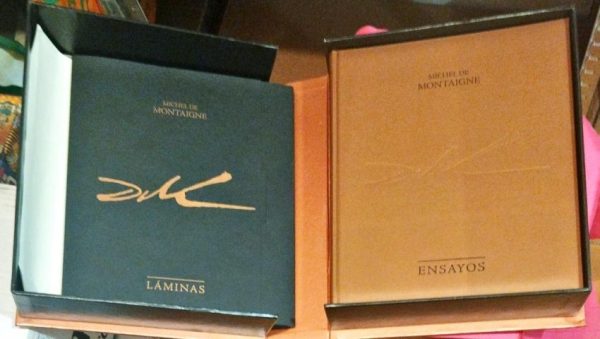 MICHEL DE
MONTAIGNE
LÁMINAS
MICHEL DE
MONTAIGNE
ENSAYOS